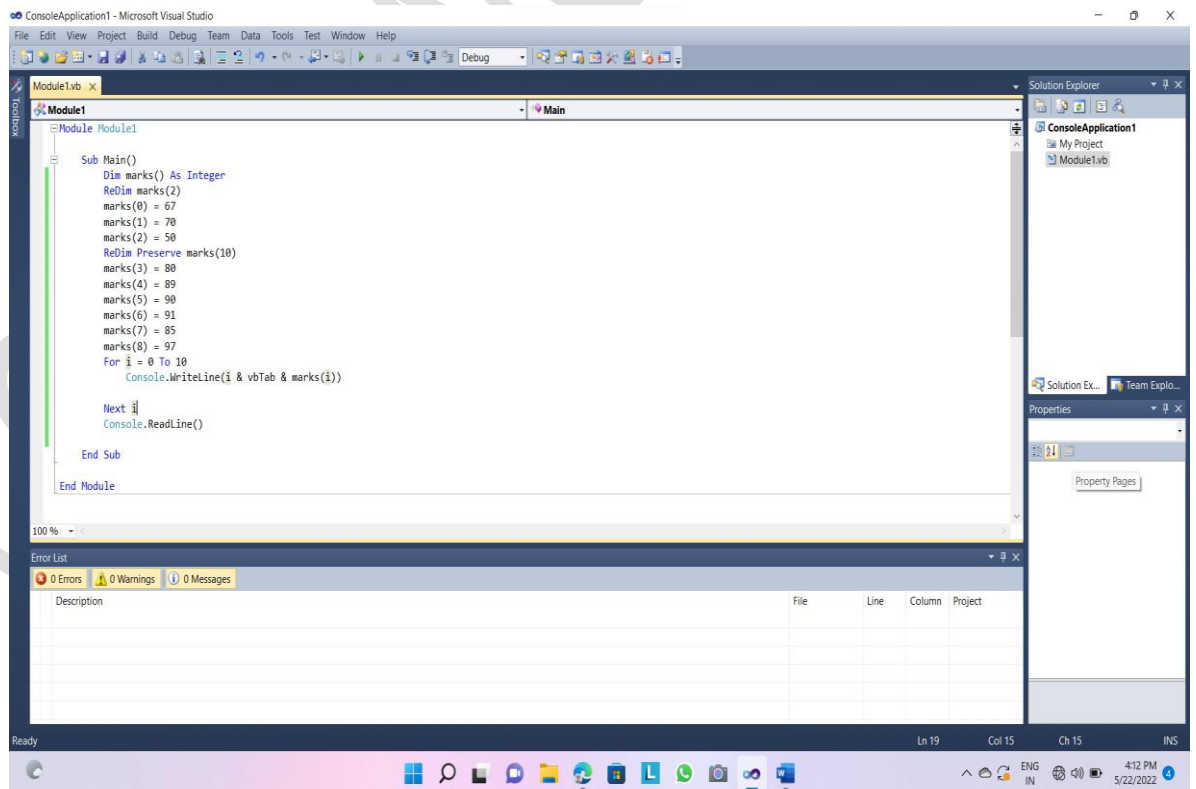 ConsoleApplication1 - Microsoft Visual Studio
File Edit View Project Build Debug Team Data Tools Test Window Help
Debug
Toolbox
Module1.vb
Module1
Main
Module Module1
Sub Main()
Dim marks() As Integer
ReDim marks(2)
marks(0) = 67
marks(1) = 70
marks(2) = 50
ReDim Preserve marks(10)
marks(3) = 80
marks(4) = 89
marks(5) = 90
marks(6) = 91
marks(7) = 85
marks(8) = 97
For i = 0 To 10
Console.WriteLine(i & vbTab & marks(i))
Next i
Console.ReadLine()
End Sub
End Module
100 %
Solution Explorer
ConsoleApplication1
My Project
Module1.vb
Solution Ex... Team Explo...
Properties
Property Pages
Error List
0 Errors 0 Warnings 0 Messages
Description File Line Column Project
Ready Ln 19 Col 15 Ch 15 INS
ENG
IN
4:12 PM
5/22/2022
4